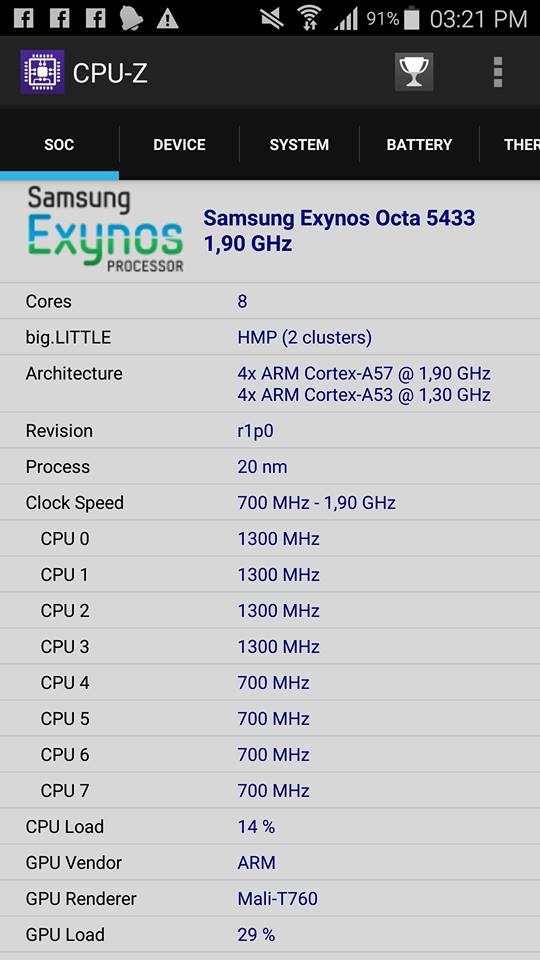 91% 03:21 PM
CPU-Z
SOC DEVICE SYSTEM BATTERY THER
Samsung
Exynos
PROCESSOR
Samsung Exynos Octa 5433
1,90 GHz
Cores 8
big.LITTLE HMP (2 clusters)
Architecture 4x ARM Cortex-A57 @ 1,90 GHz
4x ARM Cortex-A53 @ 1,30 GHz
Revision r1p0
Process 20 nm
Clock Speed 700 MHz - 1,90 GHz
CPU 0 1300 MHz
CPU 1 1300 MHz
CPU 2 1300 MHz
CPU 3 1300 MHz
CPU 4 700 MHz
CPU 5 700 MHz
CPU 6 700 MHz
CPU 7 700 MHz
CPU Load 14 %
GPU Vendor ARM
GPU Renderer Mali-T760
GPU Load 29 %